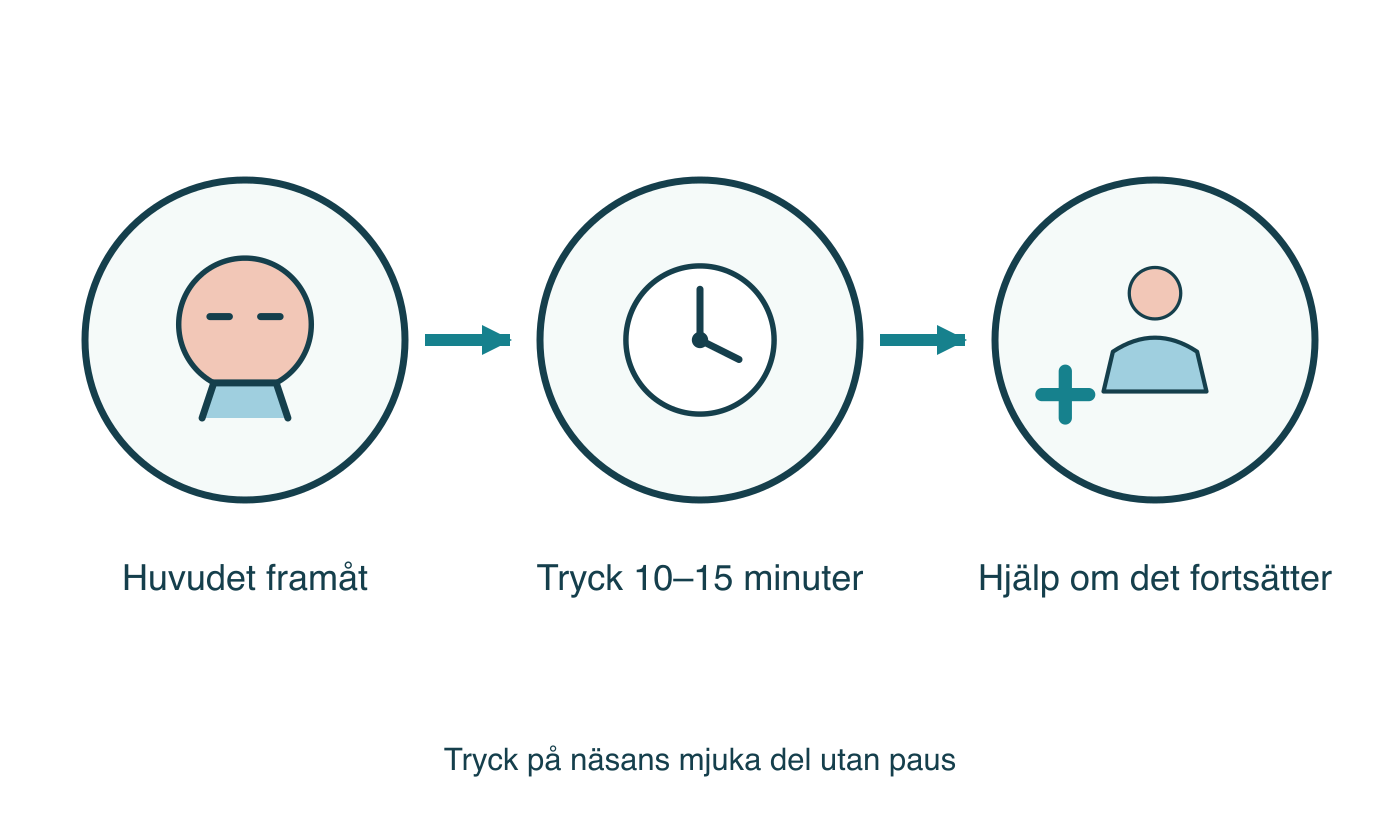 Huvudet framåt
Tryck 10–15 minuter
Hjälp om det fortsätter
Tryck på näsans mjuka del utan paus